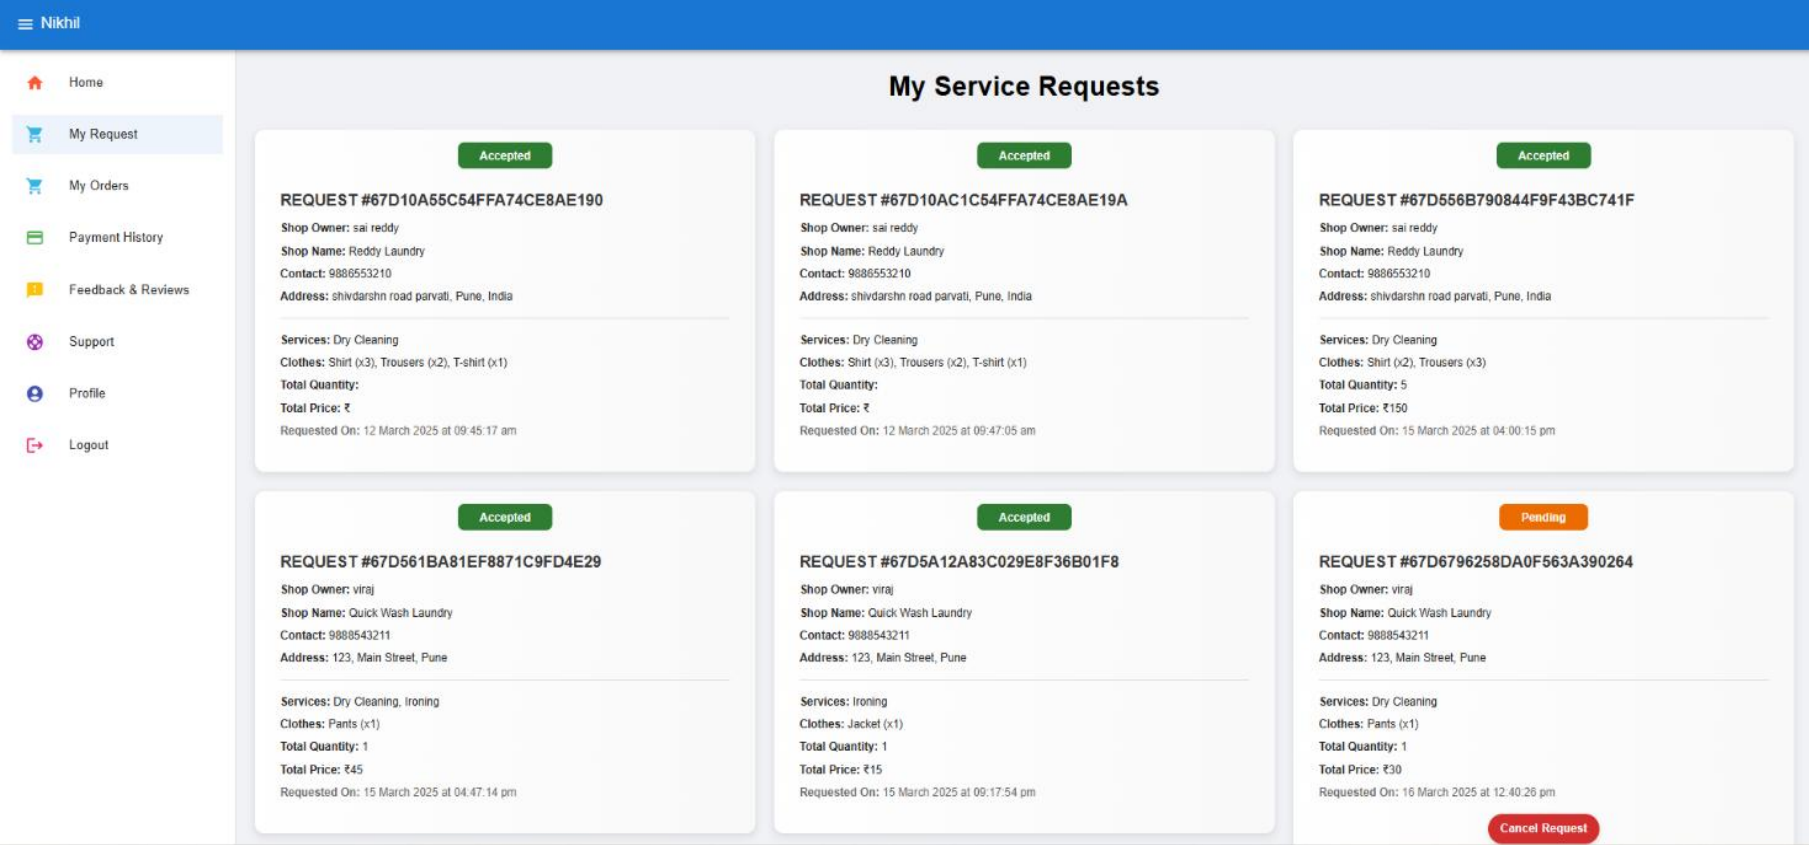 Nikhil
Home
My Request
My Orders
Payment History
Feedback & Reviews
Support
Profile
Logout
My Service Requests
Accepted
REQUEST #67D10A55C54FFA74CE8AE190
Shop Owner: sai reddy
Shop Name: Reddy Laundry
Contact: 9886553210
Address: shivdarshn road parvati, Pune, India
Services: Dry Cleaning
Clothes: Shirt (x3), Trousers (x2), T-shirt (x1)
Total Quantity:
Total Price: ₹
Requested On: 12 March 2025 at 09:45:17 am
Accepted
REQUEST #67D10AC1C54FFA74CE8AE19A
Shop Owner: sai reddy
Shop Name: Reddy Laundry
Contact: 9886553210
Address: shivdarshn road parvati, Pune, India
Services: Dry Cleaning
Clothes: Shirt (x3), Trousers (x2), T-shirt (x1)
Total Quantity:
Total Price: ₹
Requested On: 12 March 2025 at 09:47:05 am
Accepted
REQUEST #67D556B790844F9F43BC741F
Shop Owner: sai reddy
Shop Name: Reddy Laundry
Contact: 9886553210
Address: shivdarshn road parvati, Pune, India
Services: Dry Cleaning
Clothes: Shirt (x2), Trousers (x3)
Total Quantity: 5
Total Price: ₹150
Requested On: 15 March 2025 at 04:00:15 pm
Accepted
REQUEST #67D561BA81EF8871C9FD4E29
Shop Owner: viraj
Shop Name: Quick Wash Laundry
Contact: 9888543211
Address: 123, Main Street, Pune
Services: Dry Cleaning, Ironing
Clothes: Pants (x1)
Total Quantity: 1
Total Price: ₹45
Requested On: 15 March 2025 at 04:47:14 pm
Accepted
REQUEST #67D5A12A83C029E8F36B01F8
Shop Owner: viraj
Shop Name: Quick Wash Laundry
Contact: 9888543211
Address: 123, Main Street, Pune
Services: Ironing
Clothes: Jacket (x1)
Total Quantity: 1
Total Price: ₹15
Requested On: 15 March 2025 at 09:17:54 pm
Pending
REQUEST #67D6796258DA0F563A390264
Shop Owner: viraj
Shop Name: Quick Wash Laundry
Contact: 9888543211
Address: 123, Main Street, Pune
Services: Dry Cleaning
Clothes: Pants (x1)
Total Quantity: 1
Total Price: ₹30
Requested On: 16 March 2025 at 12:40:26 pm
Cancel Request